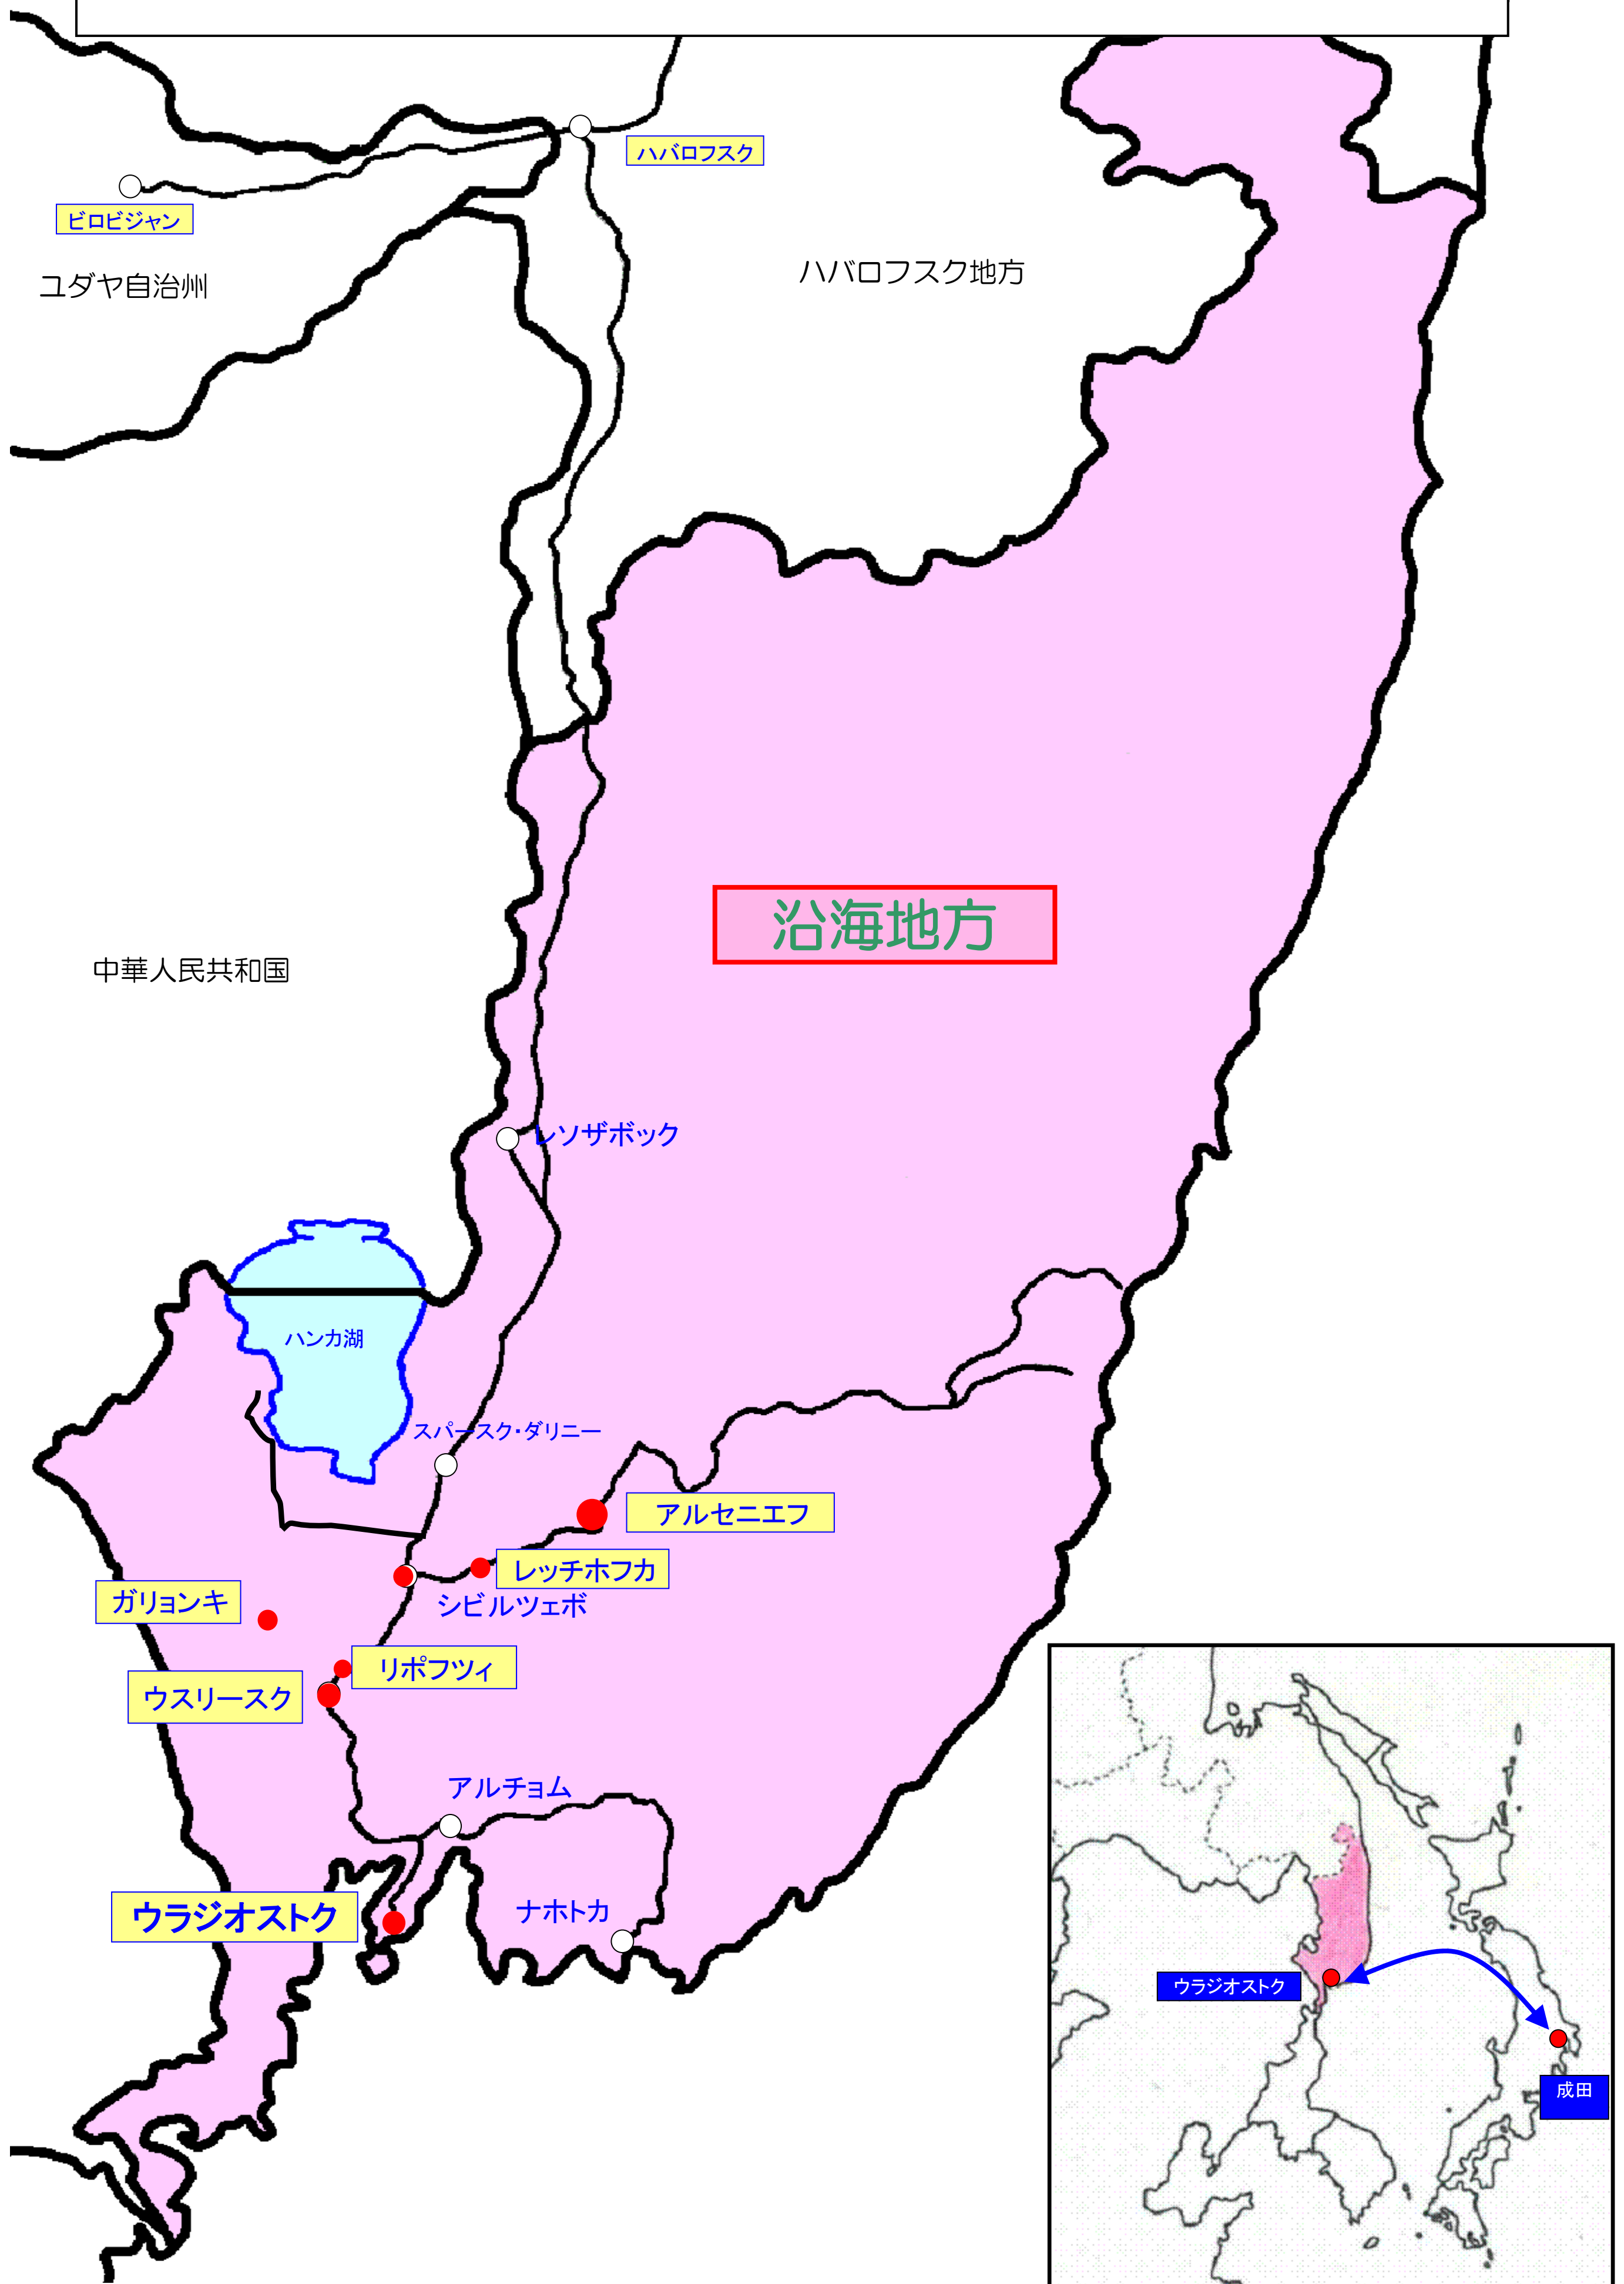 ハバロフスク
ビロビジャン
ユダヤ自治州
ハバロフスク地方
沿海地方
中華人民共和国
レソザボック
ハンカ湖
スパースク・ダリニー
アルセニエフ
レッチホフカ
ガリョンキ
シビルツェボ
リポフツィ
ウスリースク
アルチョム
ウラジオストク
ナホトカ
ウラジオストク
成田